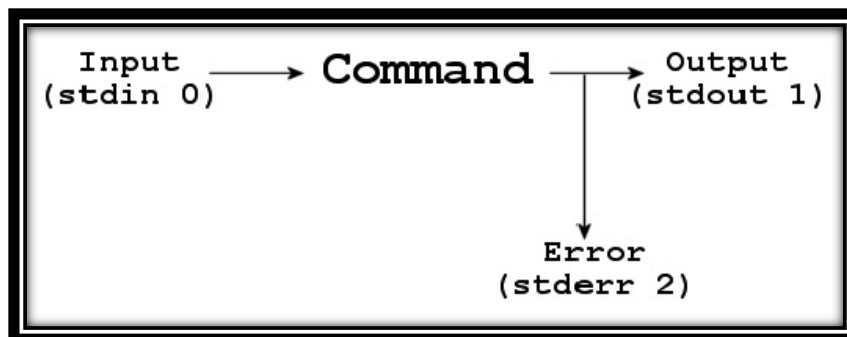 Input
(stdin 0)
Command
Output
(stdout 1)
Error
(stderr 2)